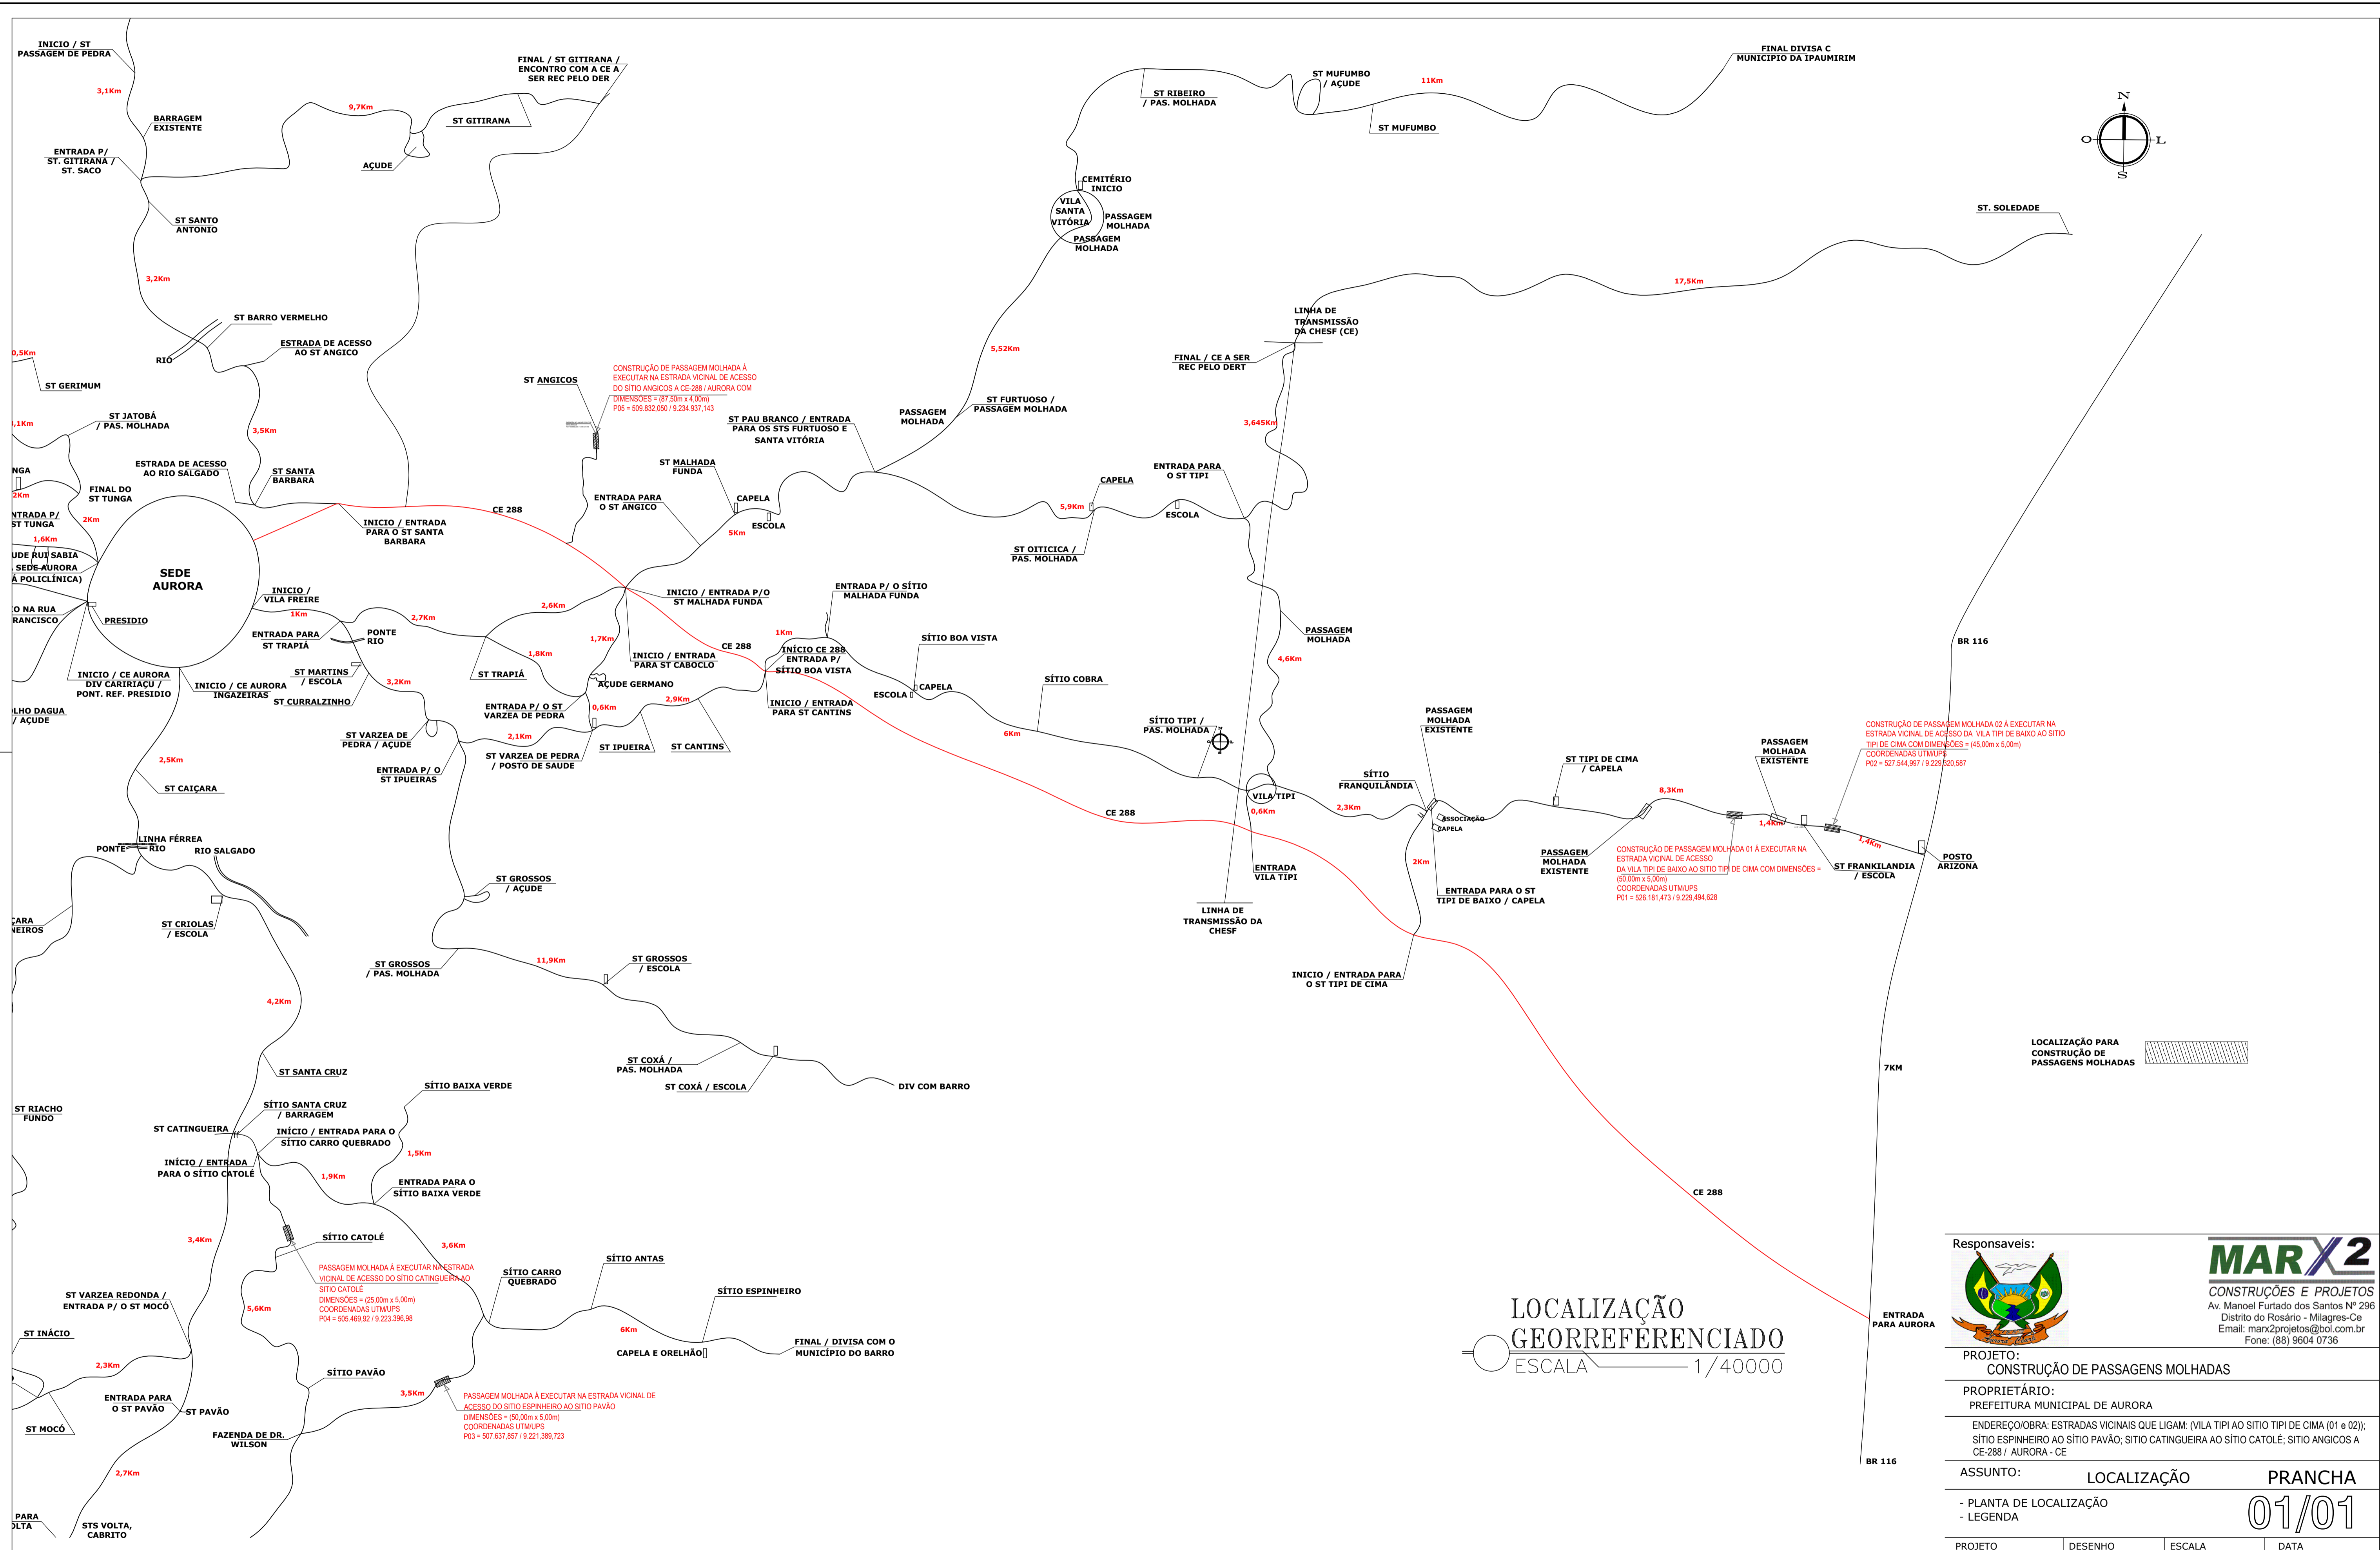 INICIO / ST
PASSAGEM DE PEDRA
3,1Km
BARRAGEM
EXISTENTE
ENTRADA P/
ST. GITIRANA /
ST. SACO
ST SANTO
ANTONIO
3,2Km
9,7Km
AÇUDE
ST GITIRANA
FINAL / ST GITIRANA /
ENCONTRO COM A CE A
SER REC PELO DER
ST BARRO VERMELHO
RIO
ESTRADA DE ACESSO
AO ST ANGICO
0,5Km
ST GERIMUM
ST JATOBÁ
/ PAS. MOLHADA
,1Km
3,5Km
ESTRADA DE ACESSO
AO RIO SALGADO
ST SANTA
BARBARA
NGA
2Km
FINAL DO
ST TUNGA
NTRADA P/
ST TUNGA
2Km
1,6Km
UDE RUI SABIA
SEDE AURORA
Á POLICLÍNICA)
SEDE
AURORA
O NA RUA
RANCISCO
PRESIDIO
INICIO /
VILA FREIRE
1Km
ENTRADA PARA
ST TRAPIÁ
PONTE
RIO
2,7Km
INICIO / CE AURORA
DIV CARIRIAÇU /
PONT. REF. PRESIDIO
INICIO / CE AURORA
INGAZEIRAS
ST MARTINS
/ ESCOLA
ST CURRALZINHO
3,2Km
LHO DAGUA
/ AÇUDE
CE 288
INICIO / ENTRADA
PARA O ST SANTA
BARBARA
ST ANGICOS
CONSTRUÇÃO DE PASSAGEM MOLHADA À
EXECUTAR NA ESTRADA VICINAL DE ACESSO
DO SÍTIO ANGICOS A CE-288 / AURORA COM
DIMENSÕES = (87,50m x 4,00m)
P05 = 509.832,050 / 9.234.937,143
ST PAU BRANCO / ENTRADA
PARA OS STS FURTUOSO E
SANTA VITÓRIA
ST MALHADA
FUNDA
ENTRADA PARA
O ST ANGICO
CAPELA
ESCOLA
5Km
PASSAGEM
MOLHADA
ST FURTUOSO /
PASSAGEM MOLHADA
5,52Km
CEMITÉRIO
INICIO
VILA
SANTA
VITÓRIA
PASSAGEM
MOLHADA
PASSAGEM
MOLHADA
ST RIBEIRO
/ PAS. MOLHADA
ST MUFUMBO
/ AÇUDE
11Km
ST MUFUMBO
FINAL DIVISA C
MUNICIPIO DA IPAUMIRIM
N
O
L
S
ST. SOLEDADE
17,5Km
LINHA DE
TRANSMISSÃO
DA CHESF (CE)
FINAL / CE A SER
REC PELO DERT
3,645Km
ENTRADA PARA
O ST TIPI
CAPELA
5,9Km
ESCOLA
ST OITICICA /
PAS. MOLHADA
2,6Km
INICIO / ENTRADA P/O
ST MALHADA FUNDA
ENTRADA P/ O SÍTIO
MALHADA FUNDA
1,7Km
1,8Km
ST TRAPIÁ
INICIO / ENTRADA
PARA ST CABOCLO
CE 288
1Km
INÍCIO CE 288
ENTRADA P/
SÍTIO BOA VISTA
SÍTIO BOA VISTA
AÇUDE GERMANO
ENTRADA P/ O ST
VARZEA DE PEDRA
0,6Km
2,9Km
INICIO / ENTRADA
PARA ST CANTINS
ESCOLA
CAPELA
SÍTIO COBRA
6Km
ST VARZEA DE
PEDRA / AÇUDE
2,1Km
ST VARZEA DE PEDRA
/ POSTO DE SAUDE
ST IPUEIRA
ST CANTINS
ENTRADA P/ O
ST IPUEIRAS
PASSAGEM
MOLHADA
4,6Km
SÍTIO TIPI /
PAS. MOLHADA
VILA TIPI
0,6Km
2,3Km
SÍTIO
FRANQUILÂNDIA
PASSAGEM
MOLHADA
EXISTENTE
ASSOCIAÇÃO
CAPELA
2Km
ST TIPI DE CIMA
/ CAPELA
8,3Km
PASSAGEM
MOLHADA
EXISTENTE
PASSAGEM
MOLHADA
EXISTENTE
CONSTRUÇÃO DE PASSAGEM MOLHADA 02 À EXECUTAR NA
ESTRADA VICINAL DE ACESSO DA VILA TIPI DE BAIXO AO SITIO
TIPI DE CIMA COM DIMENSÕES = (45,00m x 5,00m)
COORDENADAS UTM/UPS
P02 = 527.544,997 / 9.229.320,587
BR 116
1,4Km
1,4Km
CONSTRUÇÃO DE PASSAGEM MOLHADA 01 À EXECUTAR NA
ESTRADA VICINAL DE ACESSO
DA VILA TIPI DE BAIXO AO SITIO TIPI DE CIMA COM DIMENSÕES =
(50,00m x 5,00m)
COORDENADAS UTM/UPS
P01 = 526.181,473 / 9.229,494,628
ST FRANKILANDIA
/ ESCOLA
POSTO
ARIZONA
CE 288
ENTRADA
VILA TIPI
LINHA DE
TRANSMISSÃO DA
CHESF
ENTRADA PARA O ST
TIPI DE BAIXO / CAPELA
INICIO / ENTRADA PARA
O ST TIPI DE CIMA
2,5Km
ST CAIÇARA
LINHA FÉRREA
PONTE
RIO
RIO SALGADO
ST CRIOLAS
/ ESCOLA
ÇARA
NEIROS
ST GROSSOS
/ AÇUDE
ST GROSSOS
/ PAS. MOLHADA
11,9Km
ST GROSSOS
/ ESCOLA
4,2Km
ST COXÁ /
PAS. MOLHADA
ST COXÁ / ESCOLA
DIV COM BARRO
ST SANTA CRUZ
LOCALIZAÇÃO PARA
CONSTRUÇÃO DE
PASSAGENS MOLHADAS
7KM
ST RIACHO
FUNDO
SÍTIO SANTA CRUZ
/ BARRAGEM
ST CATINGUEIRA
INÍCIO / ENTRADA PARA O
SÍTIO CARRO QUEBRADO
SÍTIO BAIXA VERDE
1,5Km
INÍCIO / ENTRADA
PARA O SÍTIO CATOLÉ
1,9Km
ENTRADA PARA O
SÍTIO BAIXA VERDE
CE 288
3,4Km
SÍTIO CATOLÉ
3,6Km
PASSAGEM MOLHADA À EXECUTAR NA ESTRADA
VICINAL DE ACESSO DO SÍTIO CATINGUEIRA AO
SITIO CATOLÉ
DIMENSÕES = (25,00m x 5,00m)
COORDENADAS UTM/UPS
P04 = 505.469,92 / 9.223.396,98
5,6Km
ST VARZEA REDONDA /
ENTRADA P/ O ST MOCÓ
SÍTIO CARRO
QUEBRADO
SÍTIO ANTAS
SÍTIO ESPINHEIRO
6Km
CAPELA E ORELHÃO
FINAL / DIVISA COM O
MUNICÍPIO DO BARRO
ST INÁCIO
2,3Km
SÍTIO PAVÃO
ENTRADA PARA
O ST PAVÃO
ST PAVÃO
3,5Km
PASSAGEM MOLHADA À EXECUTAR NA ESTRADA VICINAL DE
ACESSO DO SITIO ESPINHEIRO AO SITIO PAVÃO
DIMENSÕES = (50,00m x 5,00m)
COORDENADAS UTM/UPS
P03 = 507.637,857 / 9.221,389,723
ST MOCÓ
FAZENDA DE DR.
WILSON
2,7Km
PARA
OLTA
STS VOLTA,
CABRITO
LOCALIZAÇÃO
GEORREFERENCIADO
ESCALA 1/40000
ENTRADA
PARA AURORA
BR 116
Responsaveis:
MARX2
CONSTRUÇÕES E PROJETOS
Av. Manoel Furtado dos Santos Nº 296
Distrito do Rosário - Milagres-Ce
Email: marx2projetos@bol.com.br
Fone: (88) 9604 0736
PROJETO:
CONSTRUÇÃO DE PASSAGENS MOLHADAS
PROPRIETÁRIO:
PREFEITURA MUNICIPAL DE AURORA
ENDEREÇO/OBRA: ESTRADAS VICINAIS QUE LIGAM: (VILA TIPI AO SITIO TIPI DE CIMA (01 e 02));
SÍTIO ESPINHEIRO AO SÍTIO PAVÃO; SITIO CATINGUEIRA AO SÍTIO CATOLÉ; SITIO ANGICOS A
CE-288 / AURORA - CE
ASSUNTO:
LOCALIZAÇÃO
PRANCHA
- PLANTA DE LOCALIZAÇÃO
- LEGENDA
01/01
PROJETO
DESENHO
ESCALA
DATA